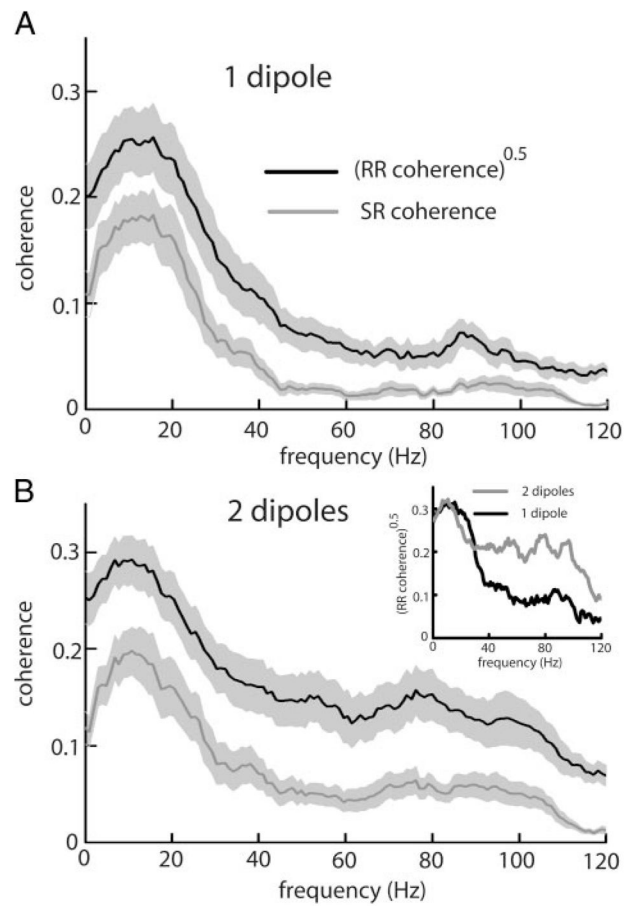 A
1 dipole
(RR coherence)^0.5
SR coherence
coherence
0.3
0.2
0.1
0
0 20 40 60 80 100 120
frequency (Hz)
B
2 dipoles
2 dipoles
1 dipole
(RR coherence)^0.5
0.3
0.2
0.1
0
0 40 80 120
frequency (Hz)
coherence
0.3
0.2
0.1
0
0 20 40 60 80 100 120
frequency (Hz)